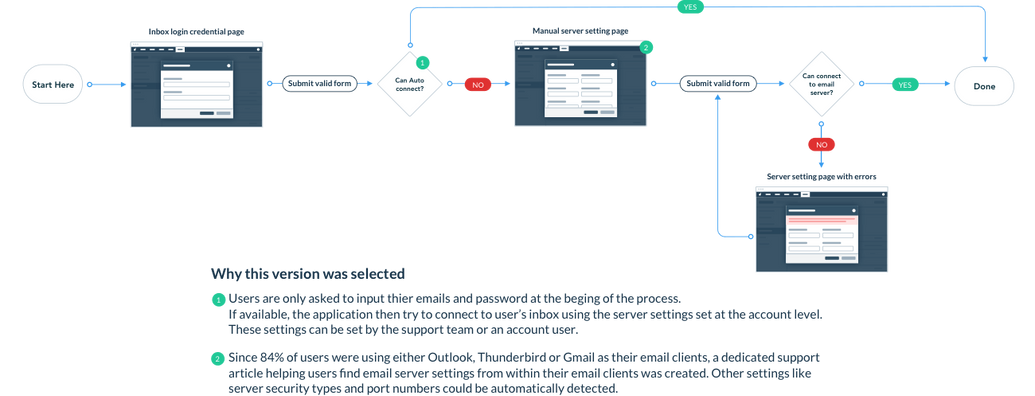 YES
Inbox login credential page
Manual server setting page
2
1
Start Here
Submit valid form
Can Auto
connect?
NO
Submit valid form
Can connect
to email
server?
YES
Done
NO
Server setting page with errors
Why this version was selected
1 Users are only asked to input thier emails and password at the beging of the process.
If available, the application then try to connect to user’s inbox using the server settings set at the account level.
These settings can be set by the support team or an account user.
2 Since 84% of users were using either Outlook, Thunderbird or Gmail as their email clients, a dedicated support
article helping users find email server settings from within their email clients was created. Other settings like
server security types and port numbers could be automatically detected.